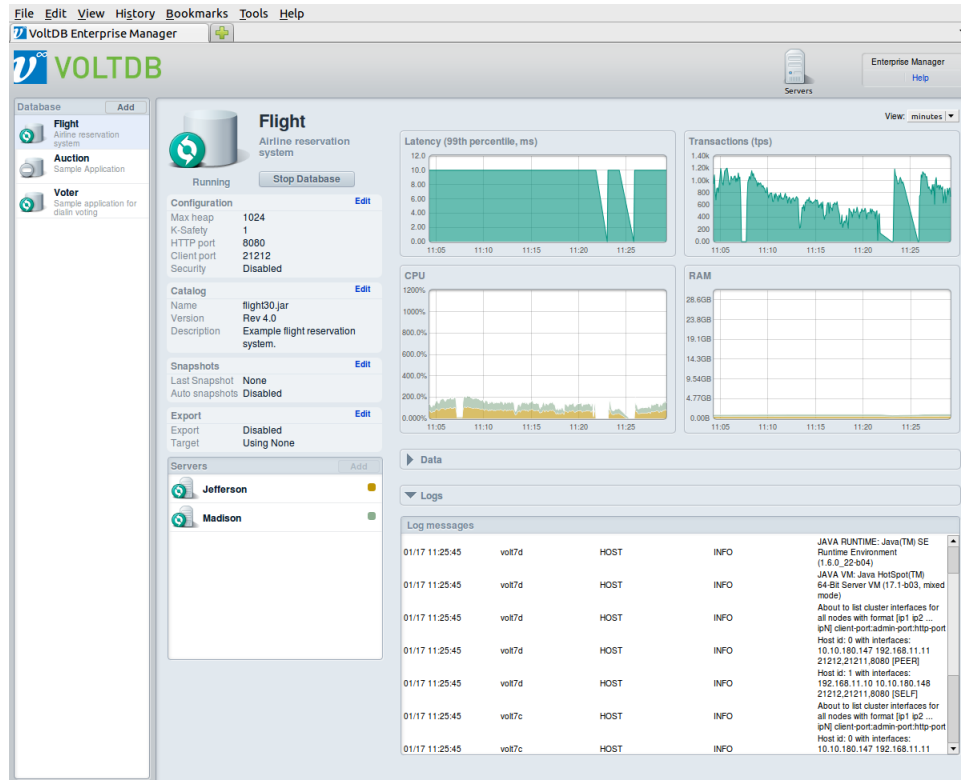 File Edit View History Bookmarks Tools Help
VoltDB Enterprise Manager
VOLTDB
Servers
Enterprise Manager
Help
Database Add
Flight
Airline reservation
system
Auction
Sample Application
Voter
Sample application for
dialin voting
Flight
Airline reservation
system
Running Stop Database
Configuration Edit
Max heap 1024
K-Safety 1
HTTP port 8080
Client port 21212
Security Disabled
Catalog Edit
Name flight30.jar
Version Rev 4.0
Description Example flight reservation
system.
Snapshots Edit
Last Snapshot None
Auto snapshots Disabled
Export Edit
Export Disabled
Target Using None
Servers Add
Jefferson
Madison
View: minutes
Latency (99th percentile, ms)
12.0
10.0
8.00
6.00
4.00
2.00
0.00
11:05 11:10 11:15 11:20 11:25
Transactions (tps)
1.40k
1.20k
1.00k
800
600
400
200
0.00
11:05 11:10 11:15 11:20 11:25
CPU
1200%
1000%
800.0%
600.0%
400.0%
200.0%
0.000%
11:05 11:10 11:15 11:20 11:25
RAM
28.6GB
23.8GB
19.1GB
14.3GB
9.54GB
4.77GB
0.00B
11:05 11:10 11:15 11:20 11:25
Data
Logs
Log messages
01/17 11:25:45 volt7d HOST INFO JAVA RUNTIME: Java(TM) SE
Runtime Environment
(1.6.0_22-b04)
01/17 11:25:45 volt7d HOST INFO JAVA VM: Java HotSpot(TM)
64-Bit Server VM (17.1-b03, mixed
mode)
01/17 11:25:45 volt7d HOST INFO About to list cluster interfaces for
all nodes with format [ip1 ip2 ...
ipN] client-port:admin-port:http-port
01/17 11:25:45 volt7d HOST INFO Host id: 0 with interfaces:
10.10.180.147 192.168.11.11
21212,21211,8080 [PEER]
01/17 11:25:45 volt7d HOST INFO Host id: 1 with interfaces:
192.168.11.10 10.10.180.148
21212,21211,8080 [SELF]
01/17 11:25:45 volt7c HOST INFO About to list cluster interfaces for
all nodes with format [ip1 ip2 ...
ipN] client-port:admin-port:http-port
01/17 11:25:45 volt7c HOST INFO Host id: 0 with interfaces:
10.10.180.147 192.168.11.11